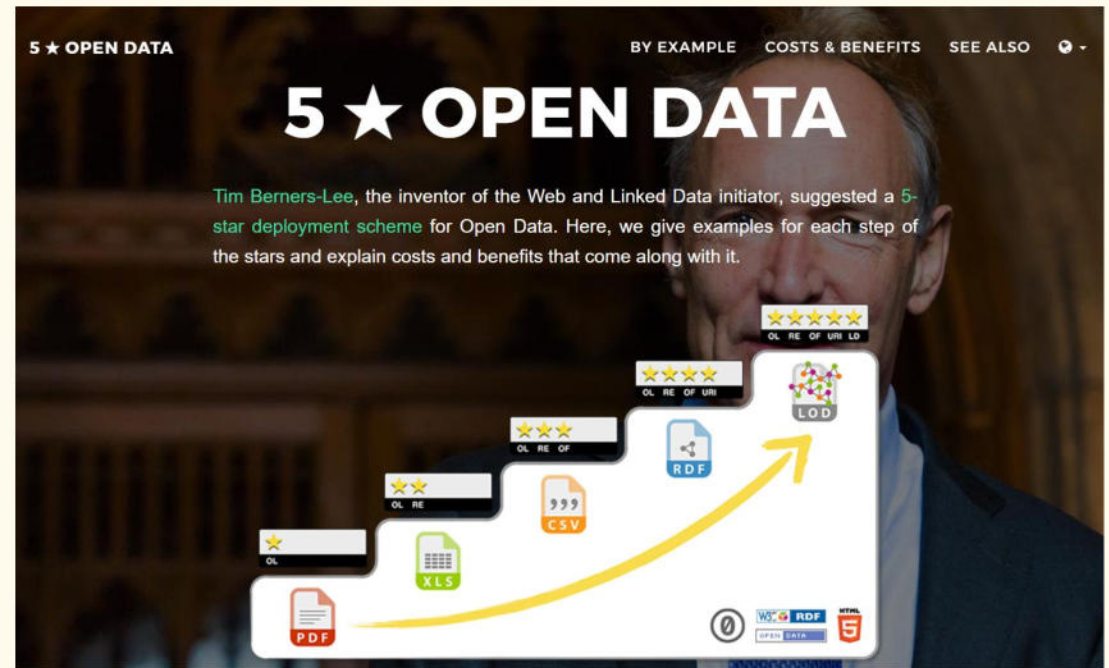 5 ★ OPEN DATA
BY EXAMPLE COSTS & BENEFITS SEE ALSO
5 ★ OPEN DATA
Tim Berners-Lee, the inventor of the Web and Linked Data initiator, suggested a 5-
star deployment scheme for Open Data. Here, we give examples for each step of
the stars and explain costs and benefits that come along with it.
OL RE OF URI LD
LOD
OL RE OF URI
RDF
OL RE OF
CSV
OL RE
XLS
OL
PDF
W3C RDF
OPEN DATA
HTML
5